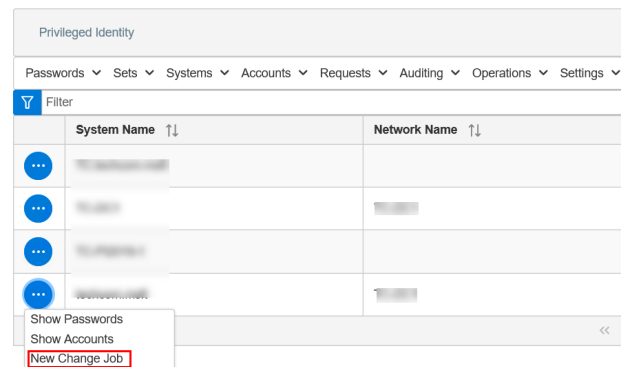 Privileged Identity
Passwords Sets Systems Accounts Requests Auditing Operations Settings
Filter
System Name Network Name
Show Passwords
Show Accounts
New Change Job